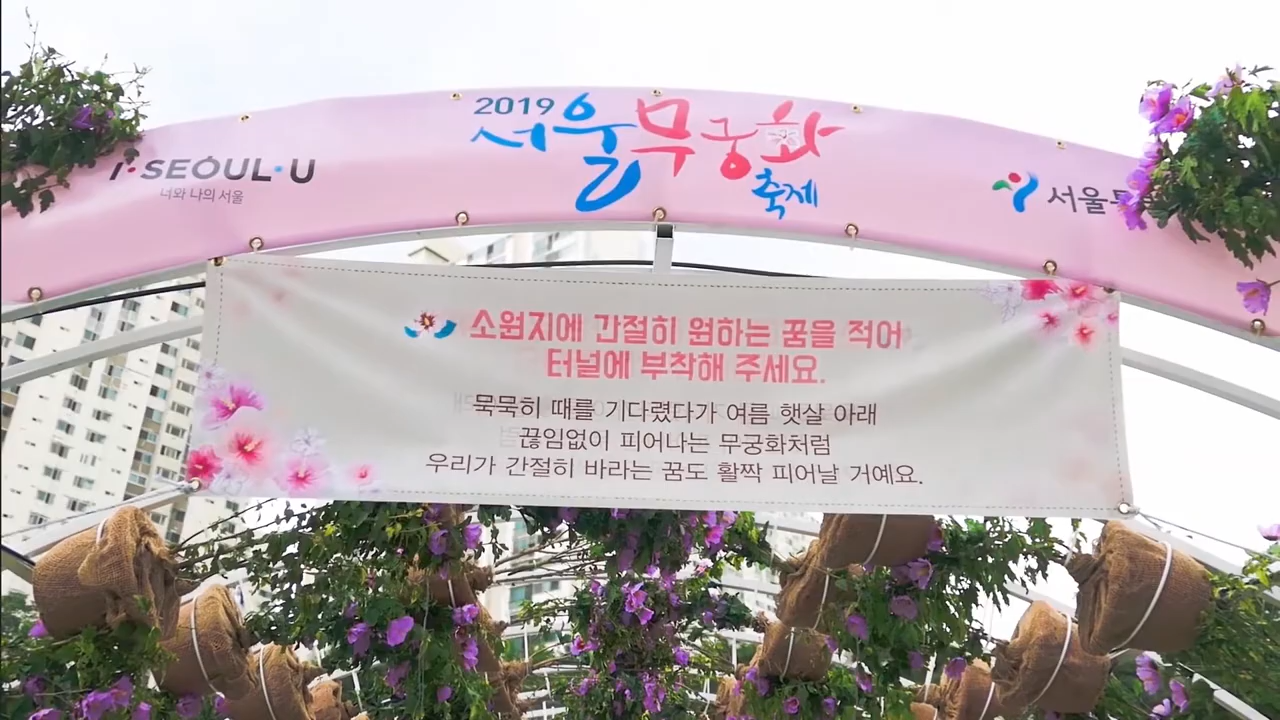 2019
서울무궁화
축제
I·SEOUL·U
너와 나의 서울
서울
소원지에 간절히 원하는 꿈을 적어
터널에 부착해 주세요.
묵묵히 때를 기다렸다가 여름 햇살 아래
끊임없이 피어나는 무궁화처럼
우리가 간절히 바라는 꿈도 활짝 피어날 거예요.